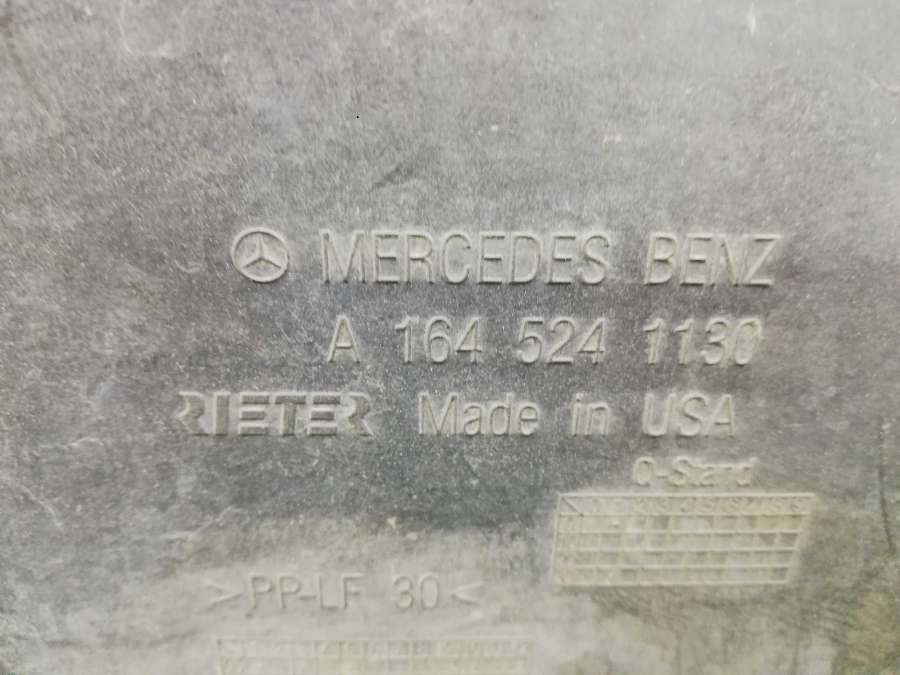 MERCEDES BENZ
A 164 524 1130
RIETER Made in USA
Q-Stand
>PP-LF 30<